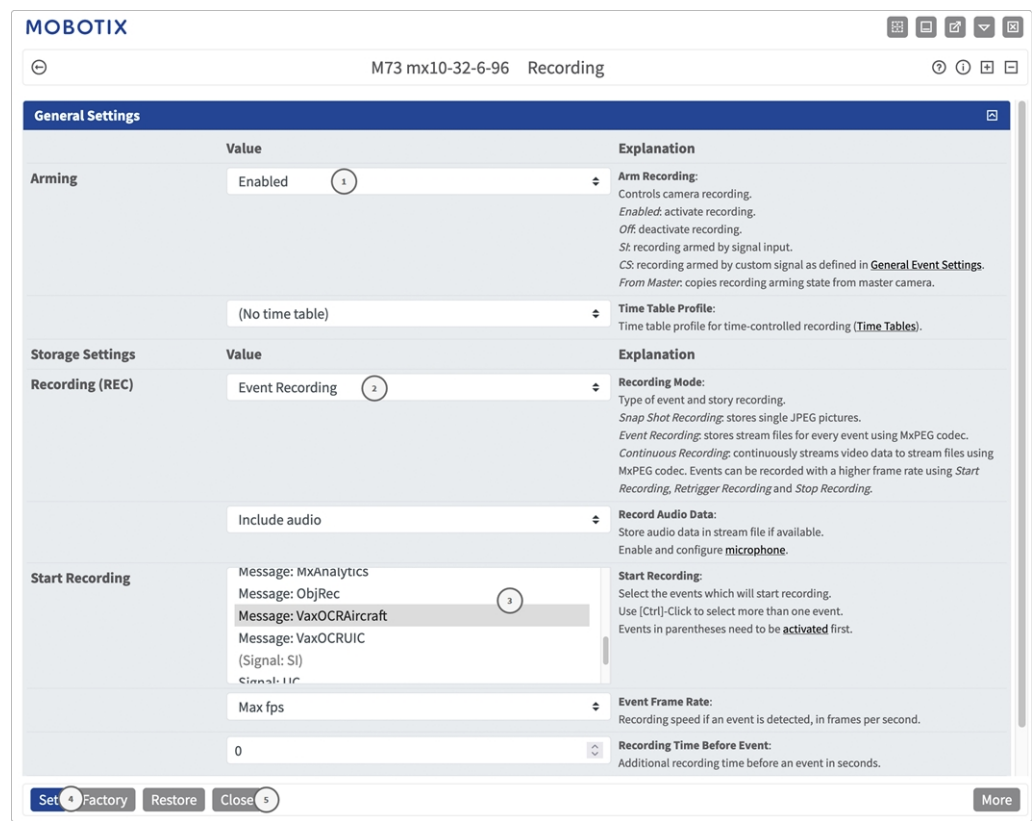 MOBOTIX
M73 mx10-32-6-96 Recording
General Settings
Value Explanation
Arming
Enabled 1
Arm Recording:
Controls camera recording.
Enabled: activate recording.
Off: deactivate recording.
SI: recording armed by signal input.
CS: recording armed by custom signal as defined in General Event Settings.
From Master: copies recording arming state from master camera.
(No time table)
Time Table Profile:
Time table profile for time-controlled recording (Time Tables).
Storage Settings Value Explanation
Recording (REC)
Event Recording 2
Recording Mode:
Type of event and story recording.
Snap Shot Recording: stores single JPEG pictures.
Event Recording: stores stream files for every event using MxPEG codec.
Continuous Recording: continuously streams video data to stream files using
MxPEG codec. Events can be recorded with a higher frame rate using Start
Recording, Retrigger Recording and Stop Recording.
Include audio
Record Audio Data:
Store audio data in stream file if available.
Enable and configure microphone.
Start Recording
Message: MxAnalytics
Message: ObjRec
Message: VaxOCRAircraft
Message: VaxOCRUIC
(Signal: SI)
Signal: UC
3
Start Recording:
Select the events which will start recording.
Use [Ctrl]-Click to select more than one event.
Events in parentheses need to be activated first.
Max fps
Event Frame Rate:
Recording speed if an event is detected, in frames per second.
0
Recording Time Before Event:
Additional recording time before an event in seconds.
Set 4 Factory Restore Close 5 More